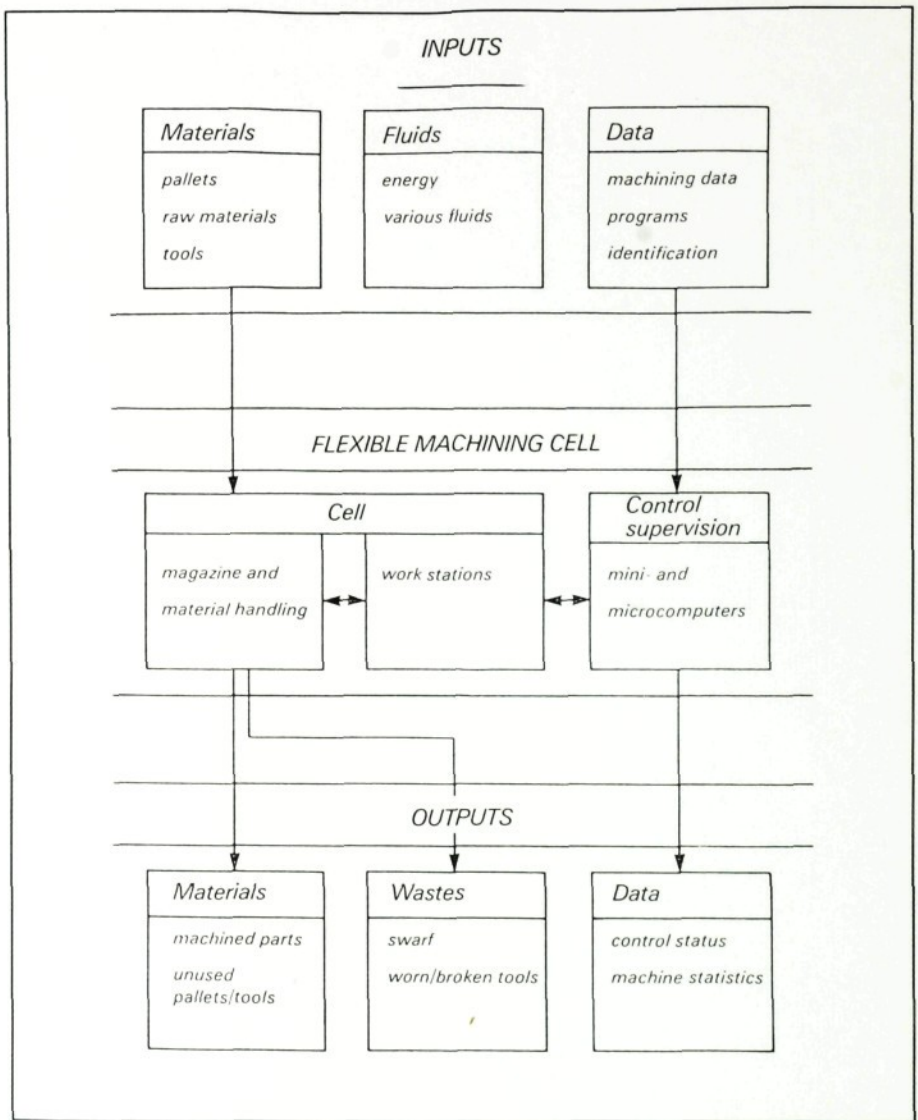 INPUTS
Materials
pallets
raw materials
tools
Fluids
energy
various fluids
Data
machining data
programs
identification
FLEXIBLE MACHINING CELL
Cell
magazine and
material handling
work stations
Control
supervision
mini- and
microcomputers
OUTPUTS
Materials
machined parts
unused
pallets/tools
Wastes
swarf
worn/broken tools
Data
control status
machine statistics